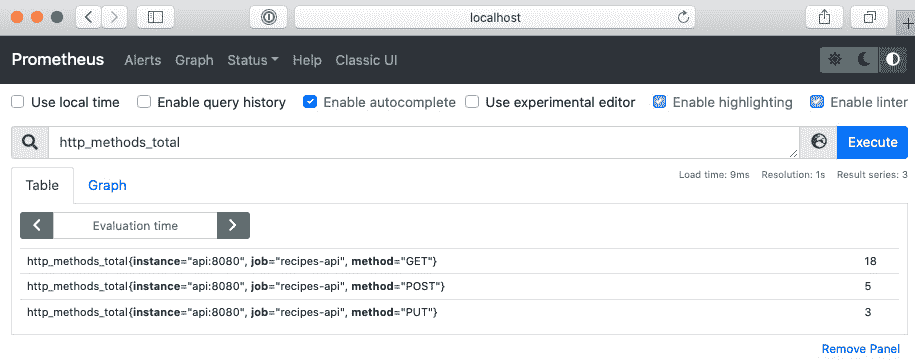 localhost
Prometheus Alerts Graph Status Help Classic UI
Use local time Enable query history Enable autocomplete Use experimental editor Enable highlighting Enable linter
http_methods_total Execute
Load time: 9ms Resolution: 1s Result series: 3
Table Graph
Evaluation time
http_methods_total{instance="api:8080", job="recipes-api", method="GET"} 18
http_methods_total{instance="api:8080", job="recipes-api", method="POST"} 5
http_methods_total{instance="api:8080", job="recipes-api", method="PUT"} 3
Remove Panel